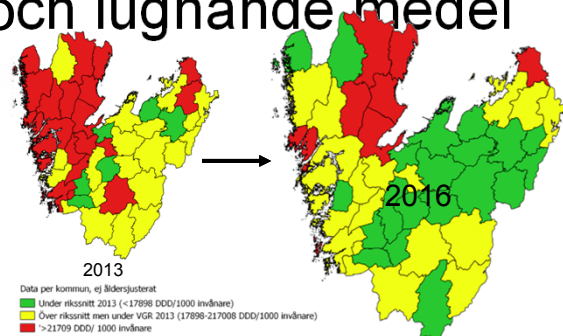 och lugnande medel
2016
2013
Data per kommun, ej åldersjusterat
Under rikssnitt 2013 (<17898 DDD/1000 invånare)
Över rikssnitt men under VGR 2013 (17898-217008 DDD/1000 invånare)
'>21709 DDD/ 1000 invånare